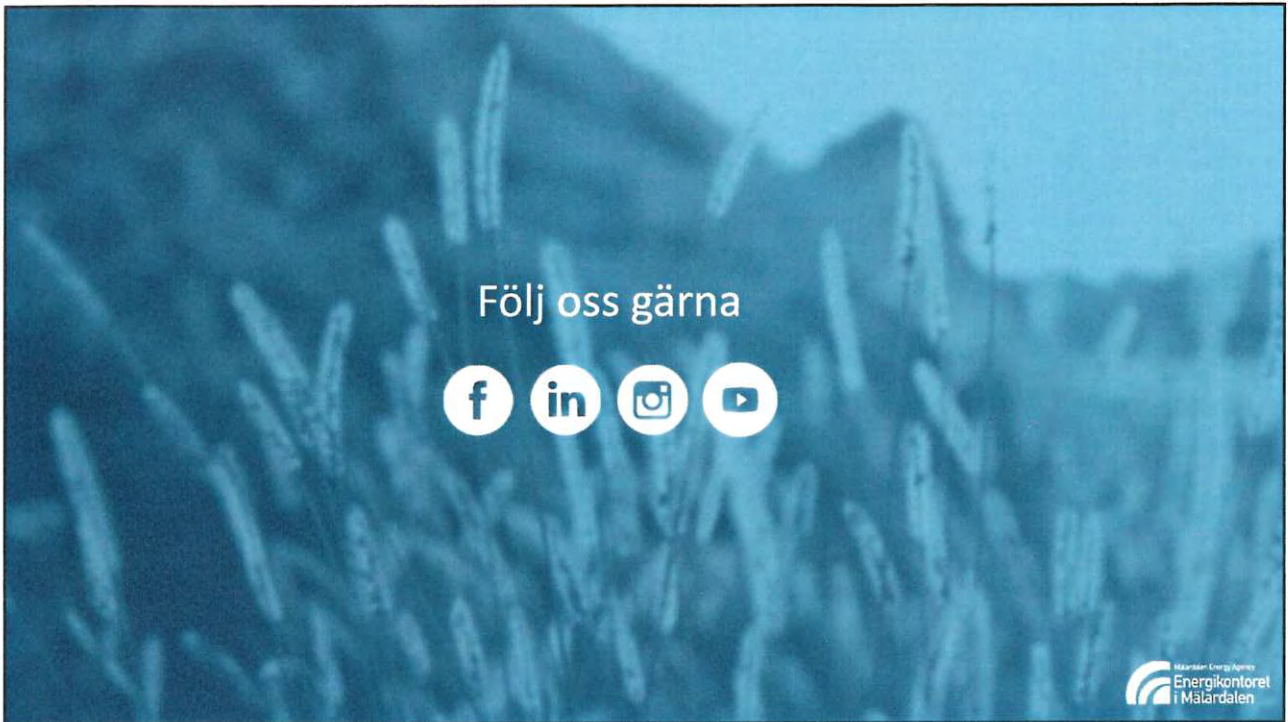 Följ oss gärna
f in
Mälardalen Energy Agency
Energikontoret
i Mälardalen